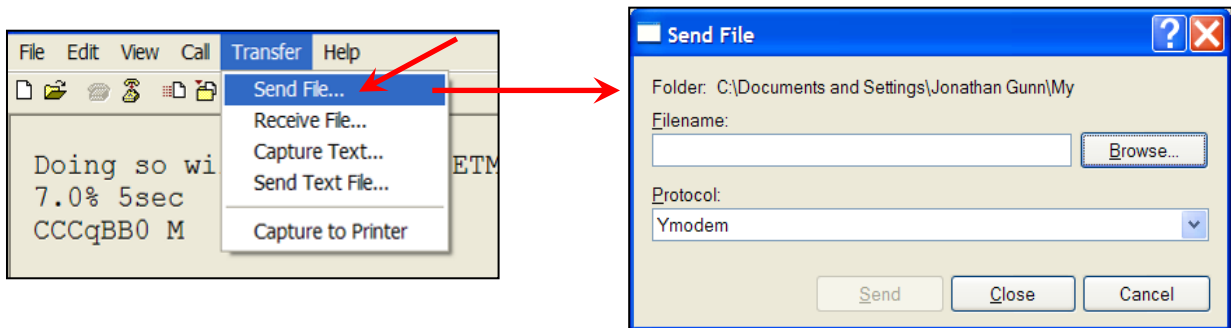 File Edit View Call Transfer Help
Send File...
Receive File...
Capture Text...
Send Text File...
Capture to Printer
Doing so wi ETM
7.0% 5sec
CCCqBB0 M
Send File
Folder: C:\Documents and Settings\Jonathan Gunn\My
Filename:
Browse...
Protocol:
Ymodem
Send Close Cancel